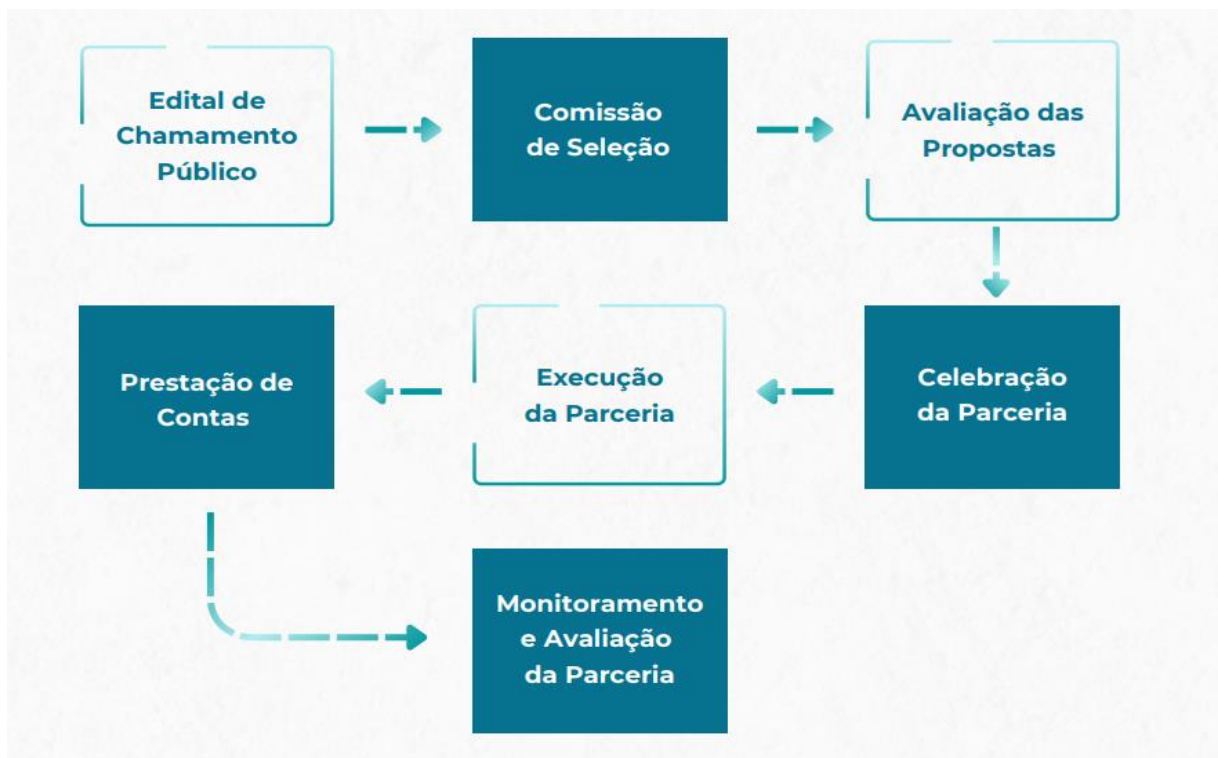 Edital de
Chamamento
Público
Comissão
de Seleção
Avaliação das
Propostas
Celebração
da Parceria
Execução
da Parceria
Prestação de
Contas
Monitoramento
e Avaliação
da Parceria